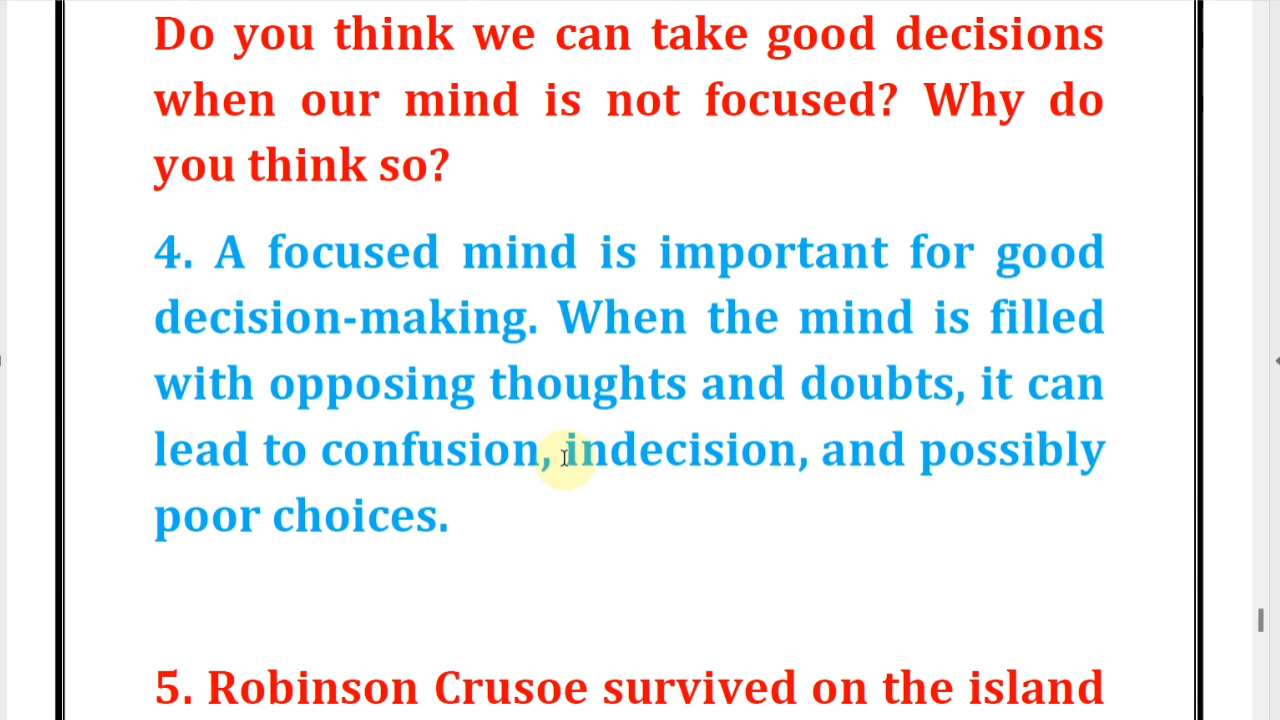 Do you think we can take good decisions
when our mind is not focused? Why do
you think so?
4. A focused mind is important for good
decision-making. When the mind is filled
with opposing thoughts and doubts, it can
lead to confusion, indecision, and possibly
poor choices.
5. Robinson Crusoe survived on the island